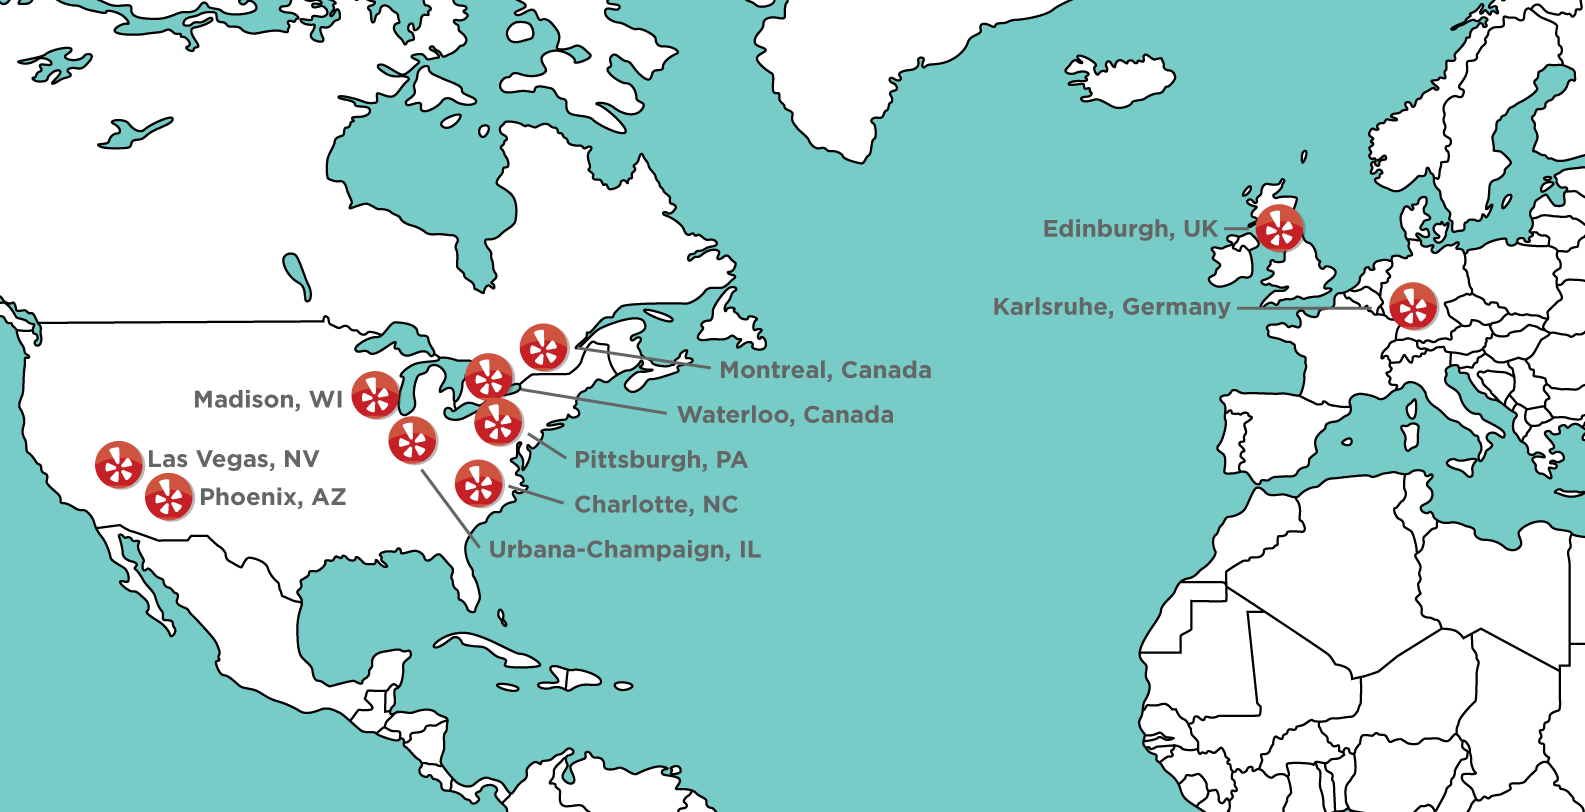 Edinburgh, UK
Karlsruhe, Germany
Montreal, Canada
Madison, WI
Waterloo, Canada
Las Vegas, NV
Pittsburgh, PA
Phoenix, AZ
Charlotte, NC
Urbana-Champaign, IL